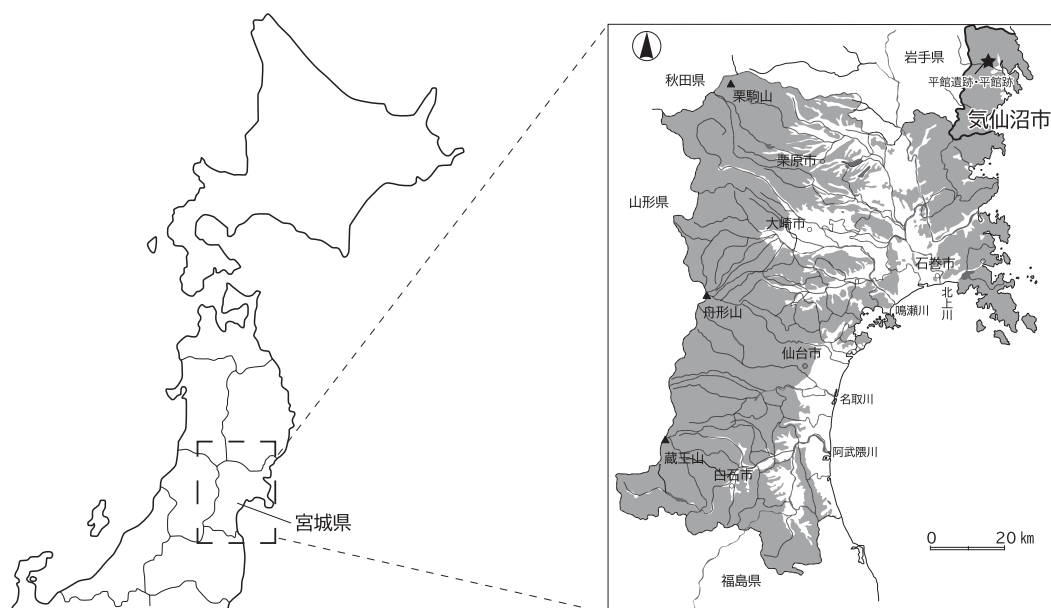 宮城県
岩手県
秋田県
平館遺跡・平館跡
栗駒山
気仙沼市
栗原市
山形県
大崎市
石巻市
北上川
舟形山
鳴瀬川
仙台市
名取川
蔵王山
阿武隈川
白石市
0 20 km
福島県